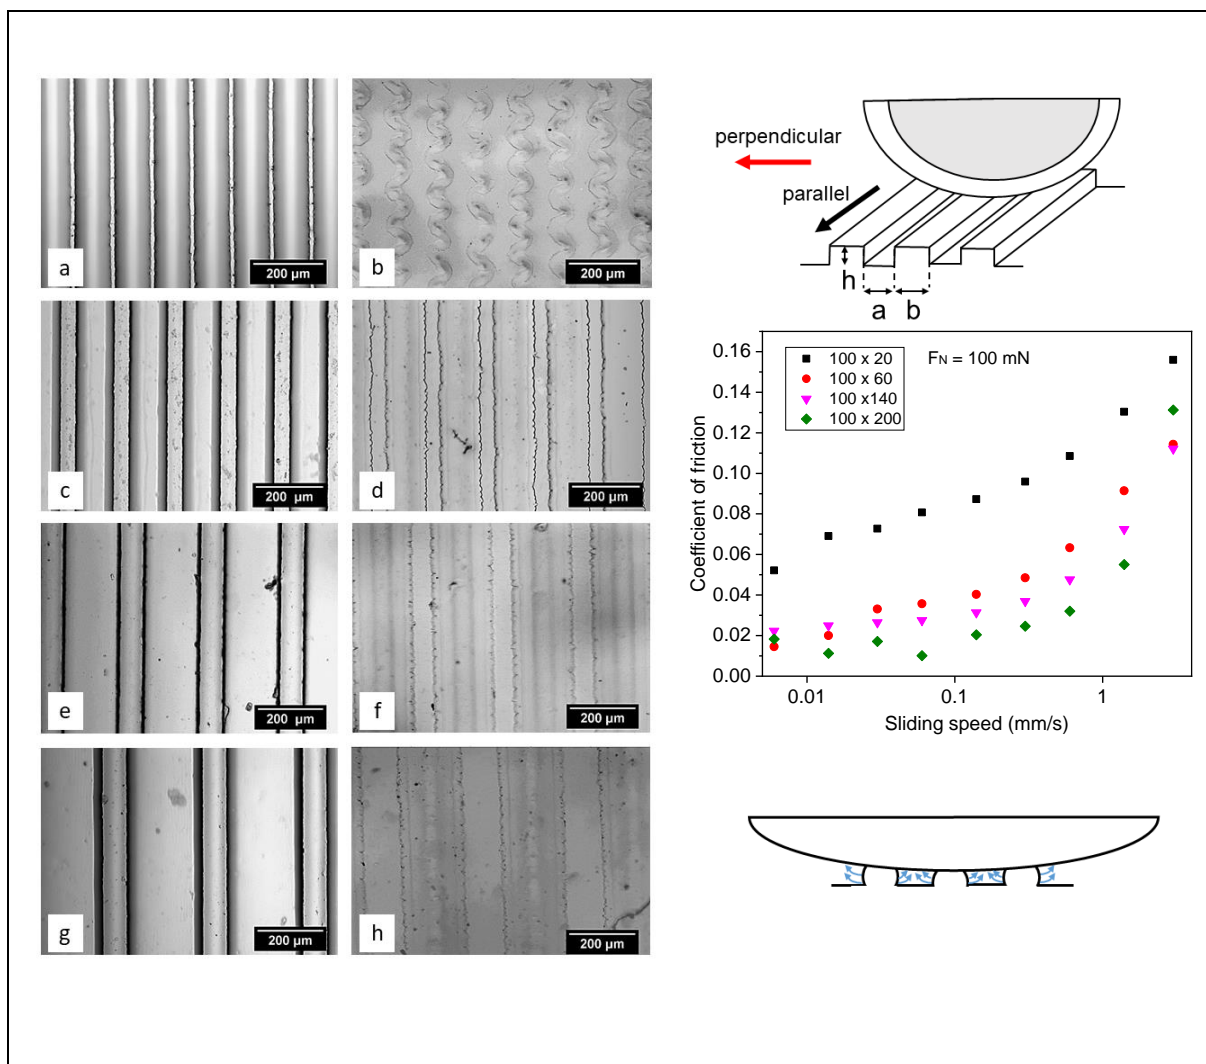 a
200 µm
b
200 µm
c
200 µm
d
200 µm
e
200 µm
f
200 µm
g
200 µm
h
200 µm
perpendicular
parallel
h
a
b
100 x 20
100 x 60
100 x140
100 x 200
FN = 100 mN
0.16
0.14
0.12
0.10
0.08
0.06
0.04
0.02
0.00
Coefficient of friction
0.01
0.1
1
Sliding speed (mm/s)